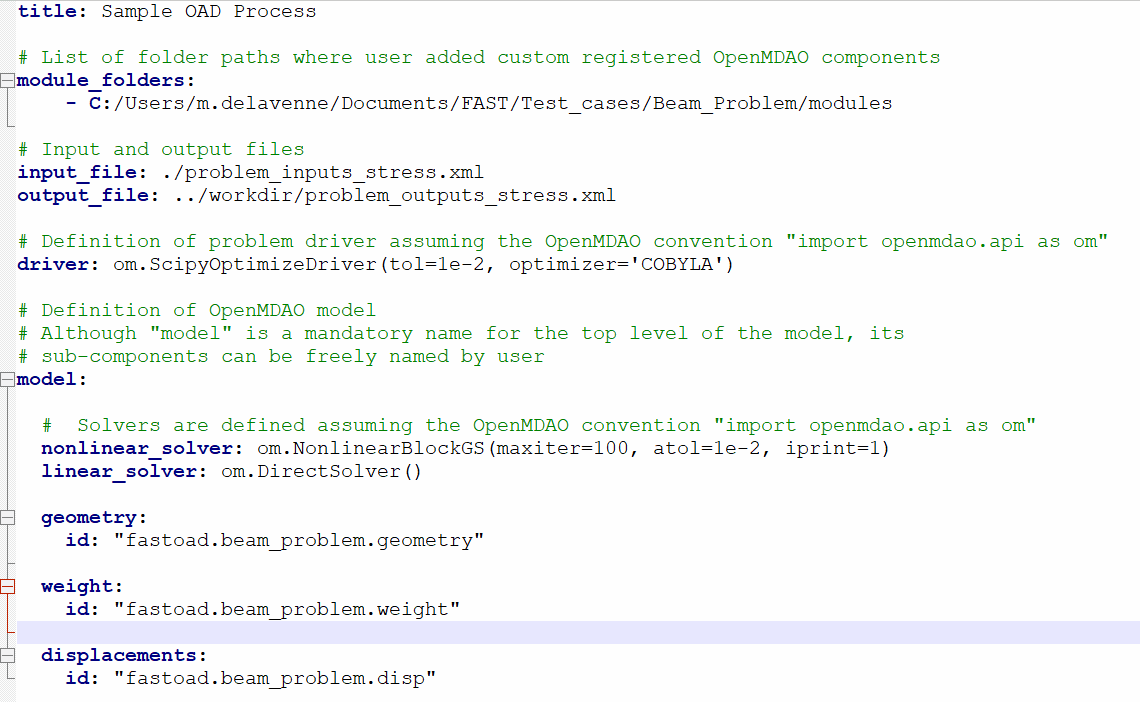 title: Sample OAD Process
# List of folder paths where user added custom registered OpenMDAO components
module_folders:
- C:/Users/m.delavenne/Documents/FAST/Test_cases/Beam_Problem/modules
# Input and output files
input_file: ./problem_inputs_stress.xml
output_file: ../workdir/problem_outputs_stress.xml
# Definition of problem driver assuming the OpenMDAO convention "import openmdao.api as om"
driver: om.ScipyOptimizeDriver(tol=1e-2, optimizer='COBYLA')
# Definition of OpenMDAO model
# Although "model" is a mandatory name for the top level of the model, its
# sub-components can be freely named by user
model:
#  Solvers are defined assuming the OpenMDAO convention "import openmdao.api as om"
nonlinear_solver: om.NonlinearBlockGS(maxiter=100, atol=1e-2, iprint=1)
linear_solver: om.DirectSolver()
geometry:
id: "fastoad.beam_problem.geometry"
weight:
id: "fastoad.beam_problem.weight"
displacements:
id: "fastoad.beam_problem.disp"